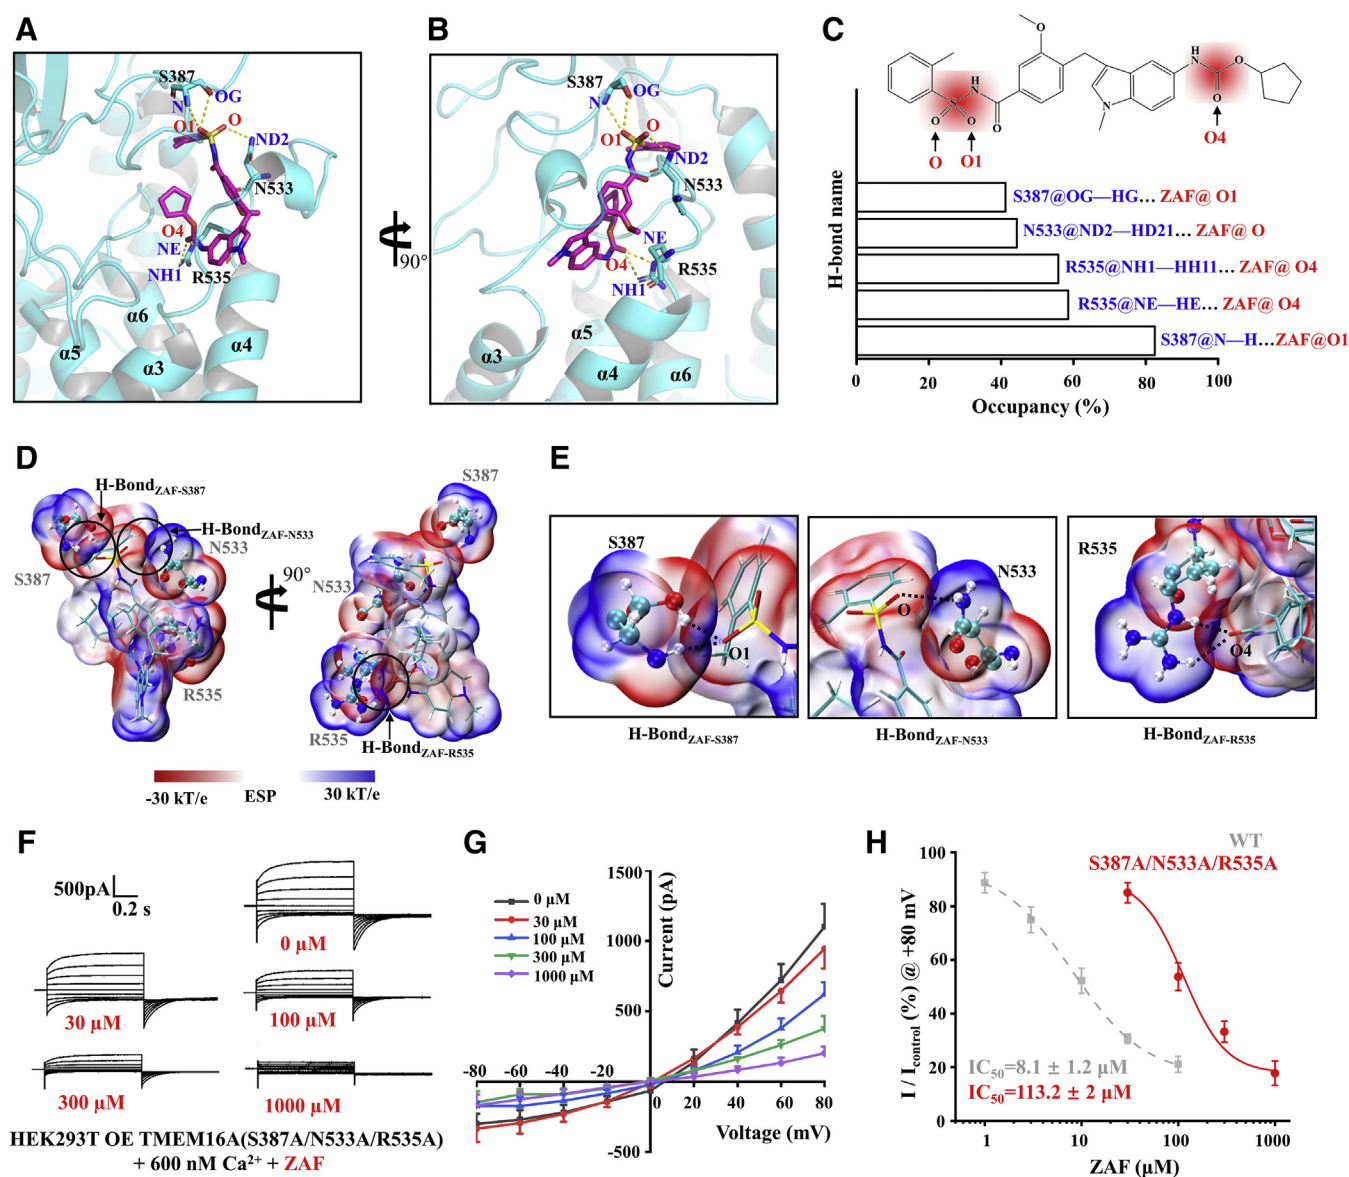 A
S387
N
OG
O1
O
ND2
N533
O4
NE
NH1
R535
α6
α5
α3
α4
90°
B
S387
N
OG
O1
O
ND2
N533
NE
O4
R535
NH1
α5
α3
α4
α6
C
O
H
N
O
O
N
H
S
O
O
O
N
O
O1
O4
H-bond name
S387@OG—HG... ZAF@ O1
N533@ND2—HD21... ZAF@ O
R535@NH1—HH11... ZAF@ O4
R535@NE—HE... ZAF@ O4
S387@N—H...ZAF@O1
0 20 40 60 80 100
Occupancy (%)
D
H-BondZAF-S387
H-BondZAF-N533
S387
N533
R535
90°
S387
N533
R535
H-BondZAF-R535
-30 kT/e ESP 30 kT/e
E
S387
O1
H-BondZAF-S387
N533
O
H-BondZAF-N533
R535
O4
H-BondZAF-R535
F
500pA
0.2 s
0 µM
30 µM
100 µM
300 µM
1000 µM
HEK293T OE TMEM16A(S387A/N533A/R535A)
+ 600 nM Ca²⁺ + ZAF
G
0 µM
30 µM
100 µM
300 µM
1000 µM
Current (pA)
1500
1000
500
-500
-80 -60 -40 -20 0 20 40 60 80
Voltage (mV)
H
WT
S387A/N533A/R535A
I / Icontrol (%) @ +80 mV
100
80
60
40
20
0
IC50=8.1 ± 1.2 µM
IC50=113.2 ± 2 µM
1 10 100 1000
ZAF (µM)